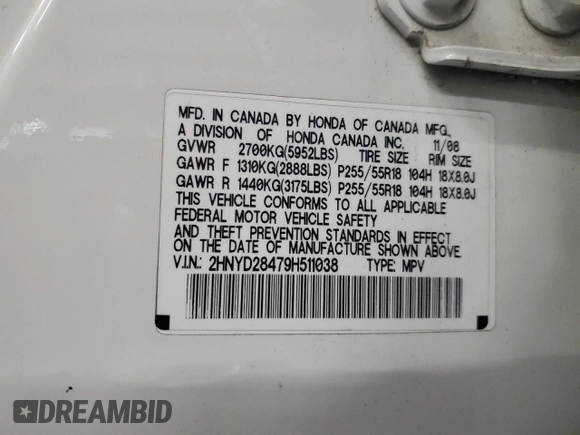 MFD. IN CANADA BY HONDA OF CANADA MFG.,
A DIVISION OF HONDA CANADA INC. 11/08
GVWR 2700KG(5952LBS) TIRE SIZE RIM SIZE
GAWR F 1310KG(2888LBS) P255/55R18 104H 18X8.0J
GAWR R 1440KG(3175LBS) P255/55R18 104H 18X8.0J
THIS VEHICLE CONFORMS TO ALL APPLICABLE
FEDERAL MOTOR VEHICLE SAFETY
AND THEFT PREVENTION STANDARDS IN EFFECT
ON THE DATE OF MANUFACTURE SHOWN ABOVE.
V.I.N.: 2HNYD28479H511038 TYPE: MPV
DREAMBID